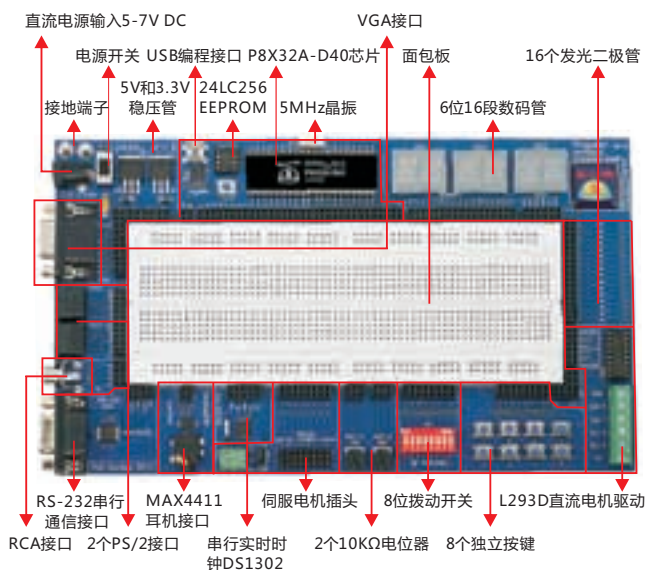 直流电源输入5-7V DC
VGA接口
电源开关 USB编程接口 P8X32A-D40芯片
面包板
16个发光二极管
接地端子
5V和3.3V
稳压管
24LC256
EEPROM
5MHz晶振
6位16段数码管
RS-232串行
通信接口
MAX4411
耳机接口
伺服电机插头
8位拨动开关
L293D直流电机驱动
RCA接口
2个PS/2接口
串行实时时
钟DS1302
2个10KΩ电位器
8个独立按键